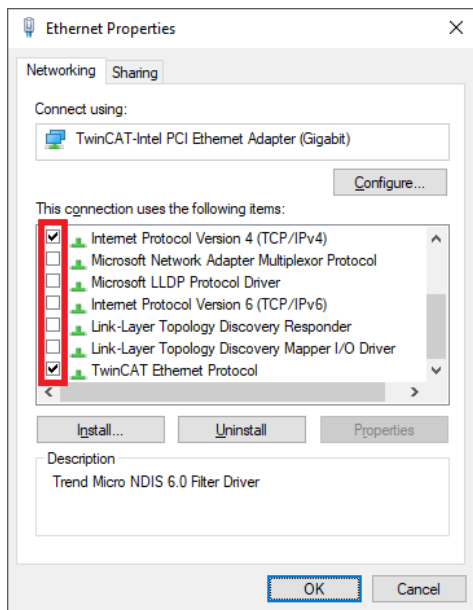 Ethernet Properties
Networking
Sharing
Connect using:
TwinCAT-Intel PCI Ethernet Adapter (Gigabit)
Configure...
This connection uses the following items:
Internet Protocol Version 4 (TCP/IPv4)
Microsoft Network Adapter Multiplexor Protocol
Microsoft LLDP Protocol Driver
Internet Protocol Version 6 (TCP/IPv6)
Link-Layer Topology Discovery Responder
Link-Layer Topology Discovery Mapper I/O Driver
TwinCAT Ethernet Protocol
Install...
Uninstall
Properties
Description
Trend Micro NDIS 6.0 Filter Driver
OK
Cancel